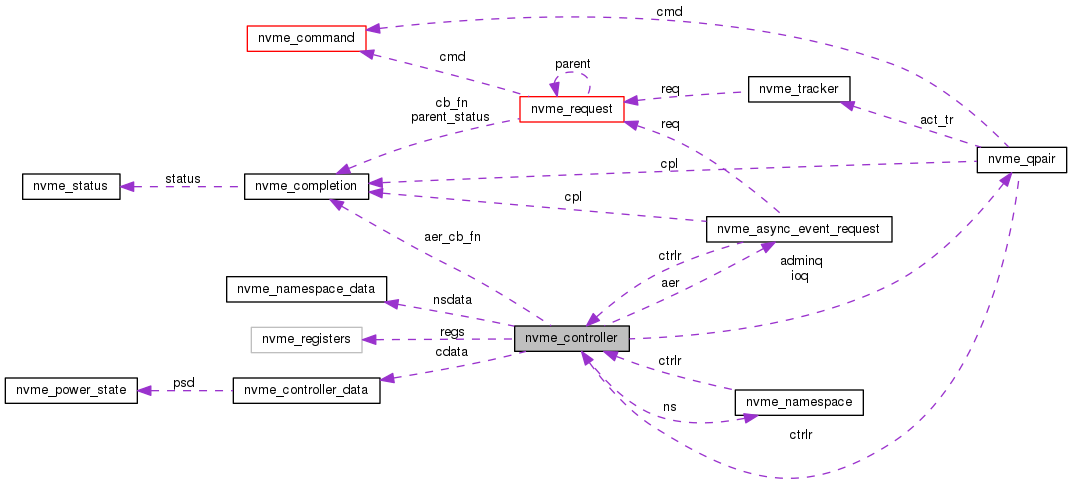 cmd
nvme_command
cmd
parent
nvme_tracker
req
nvme_request
cb_fn
parent_status
req
act_tr
nvme_qpair
cpl
nvme_status
status
nvme_completion
cpl
nvme_async_event_request
aer_cb_fn
ctrlr
adminq
ioq
aer
nvme_namespace_data
nsdata
nvme_registers
regs
nvme_controller
cdata
ctrlr
nvme_power_state
psd
nvme_controller_data
ns
nvme_namespace
ctrlr